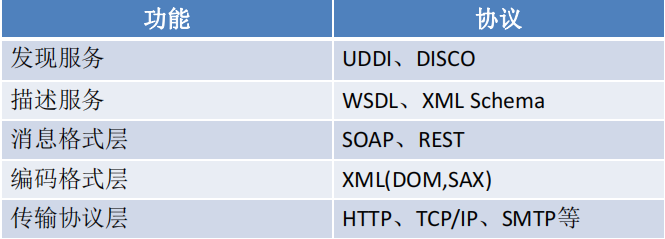 功能 协议
发现服务 UDDI、DISCO
描述服务 WSDL、XML Schema
消息格式层 SOAP、REST
编码格式层 XML(DOM,SAX)
传输协议层 HTTP、TCP/IP、SMTP等